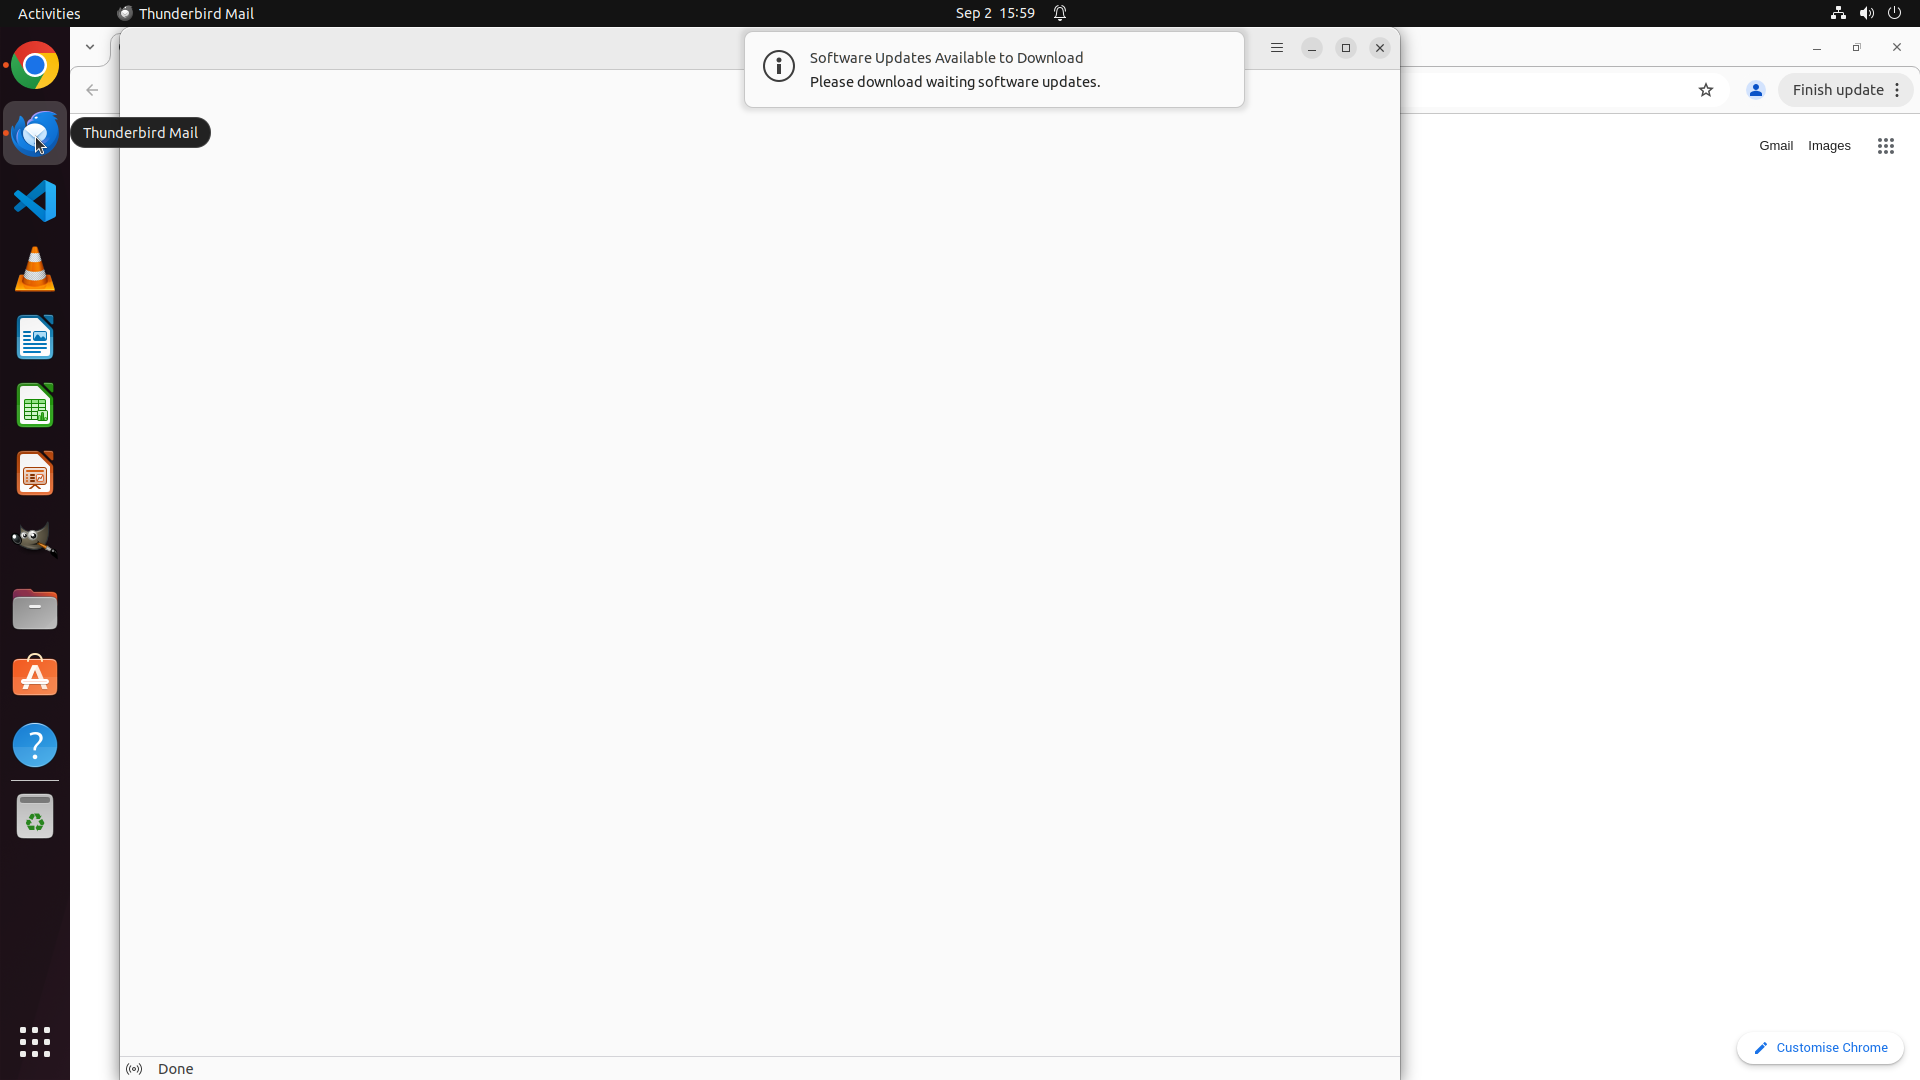 Activities
Thunderbird Mail
Sep 2 15:59
Software Updates Available to Download
Please download waiting software updates.
Finish update
Thunderbird Mail
Gmail
Images
Customise Chrome
Done